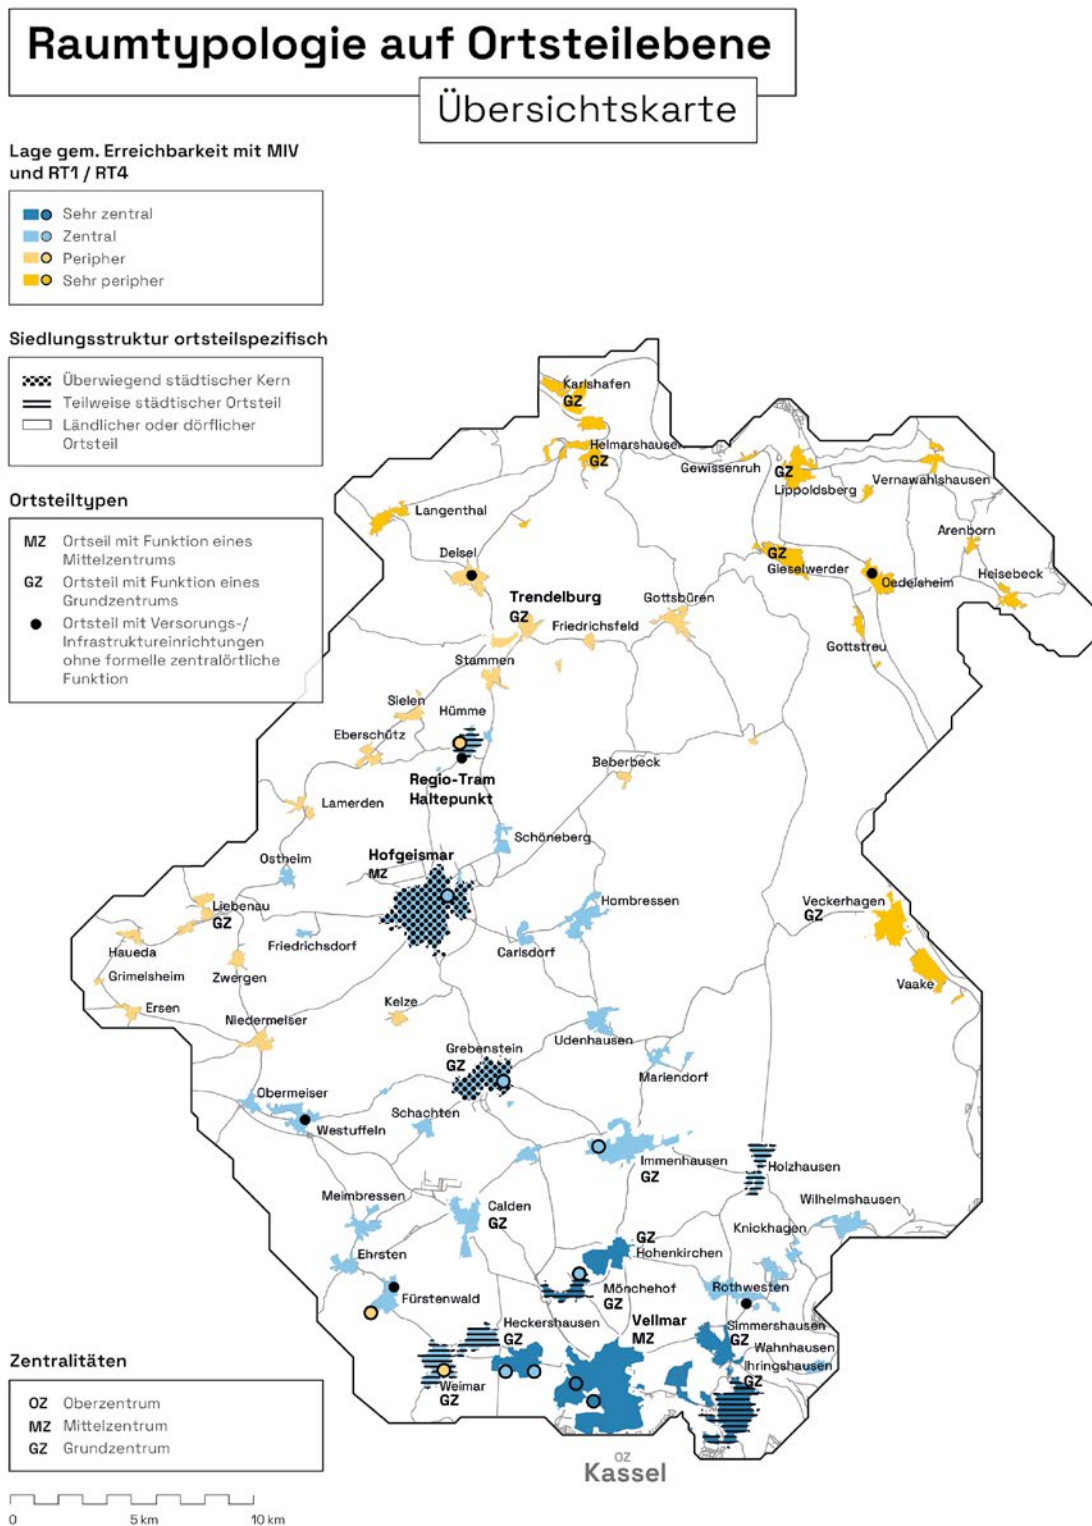 Raumtypologie auf Ortsteilebene
Übersichtskarte
Lage gem. Erreichbarkeit mit MIV
und RT1 / RT4
Sehr zentral
Zentral
Peripher
Sehr peripher
Siedlungsstruktur ortsteilspezifisch
Überwiegend städtischer Kern
Teilweise städtischer Ortsteil
Ländlicher oder dörflicher
Ortsteil
Ortsteiltypen
MZ Ortseil mit Funktion eines
Mittelzentrums
GZ Ortsteil mit Funktion eines
Grundzentrums
Ortsteil mit Versorungs-/
Infrastruktureinrichtungen
ohne formelle zentralörtliche
Funktion
Karlshafen
GZ
Helmarshausen
GZ
Gewissenruh
GZ
Lippoldsberg
Vernawahlshausen
Langenthal
Arenborn
Deisel
GZ
Gieselwerder
Oedelsheim
Heisebeck
Trendelburg
GZ
Gottsbüren
Friedrichsfeld
Gottstreu
Stammen
Sielen
Hümme
Eberschütz
Regio-Tram
Haltepunkt
Beberbeck
Lamerden
Schöneberg
Ostheim
Hofgeismar
MZ
Liebenau
GZ
Hombressen
Veckerhagen
GZ
Friedrichsdorf
Carlsdorf
Haueda
Grimelsheim
Zwergen
Vaake
Ersen
Kelze
Niedermeiser
Udenhausen
Grebenstein
GZ
Mariendorf
Obermeiser
Schachten
Westuffeln
Immenhausen
GZ
Holzhausen
Meimbressen
Calden
GZ
Wilhelmshausen
Knickhagen
GZ
Hohenkirchen
Ehrsten
Mönchehof
GZ
Rothwesten
Fürstenwald
Heckershausen
GZ
Vellmar
MZ
Simmershausen
GZ
Wahnhausen
Ihringshausen
GZ
Weimar
GZ
OZ
Kassel
Zentralitäten
OZ Oberzentrum
MZ Mittelzentrum
GZ Grundzentrum
0 5 km 10 km